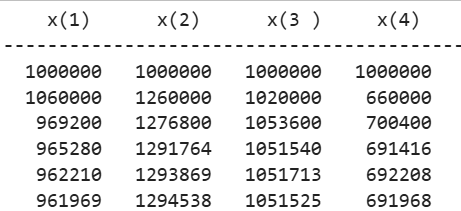 x(1) x(2) x(3 ) x(4)
------------------------------------------
1000000 1000000 1000000 1000000
1060000 1260000 1020000 660000
969200 1276800 1053600 700400
965280 1291764 1051540 691416
962210 1293869 1051713 692208
961969 1294538 1051525 691968